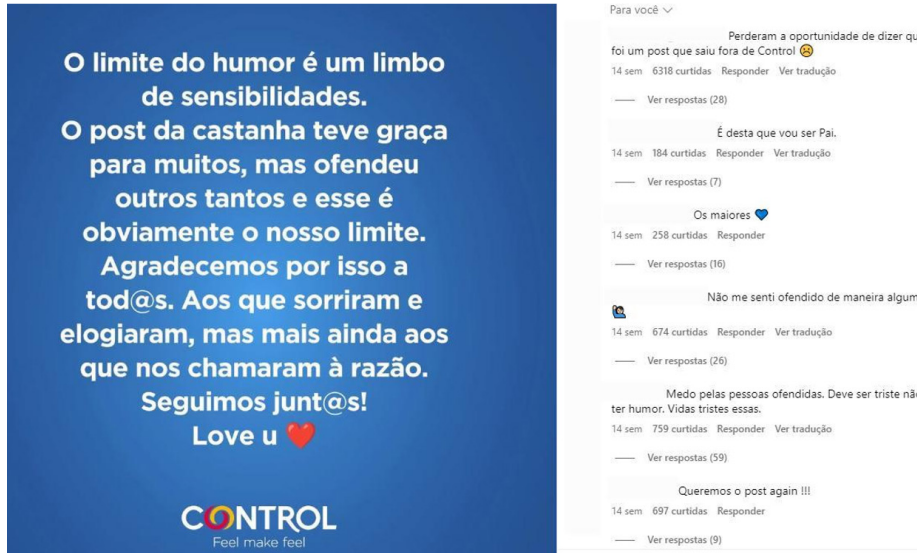 O limite do humor é um limbo
de sensibilidades.
O post da castanha teve graça
para muitos, mas ofendeu
outros tantos e esse é
obviamente o nosso limite.
Agradecemos por isso a
tod@s. Aos que sorriram e
elogiaram, mas mais ainda aos
que nos chamaram à razão.
Seguimos junt@s!
Love u ❤️
CONTROL
Feel make feel
Para você
Perderam a oportunidade de dizer qu
foi um post que saiu fora de Control ☹️
14 sem 6318 curtidas Responder Ver tradução
Ver respostas (28)
É desta que vou ser Pai.
14 sem 184 curtidas Responder Ver tradução
Ver respostas (7)
Os maiores 💙
14 sem 258 curtidas Responder
Ver respostas (16)
Não me senti ofendido de maneira algum
14 sem 674 curtidas Responder Ver tradução
Ver respostas (26)
Medo pelas pessoas ofendidas. Deve ser triste nã
ter humor. Vidas tristes essas.
14 sem 759 curtidas Responder Ver tradução
Ver respostas (59)
Queremos o post again !!!
14 sem 697 curtidas Responder
Ver respostas (9)